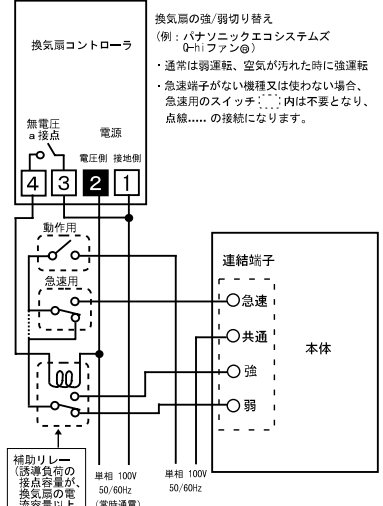 換気扇の強/弱切り替え
(例：パナソニックエコシステムズ
Q-hiファン㊝)
・通常は弱運転、空気が汚れた時に強運転
・急速端子がない機種又は使わない場合、
急速用のスイッチ 内は不要となり、
点線..... の接続になります。
換気扇コントローラ
無電圧
a 接点
電源
電圧側 接地側
4 3 2 1
動作用
急速用
連結端子
急速
共通
強
弱
本体
補助リレー
(誘導負荷の
接点容量が、
換気扇の電
流容量以上
単相 100V
50/60Hz
(常時通電)
単相 100V
50/60Hz